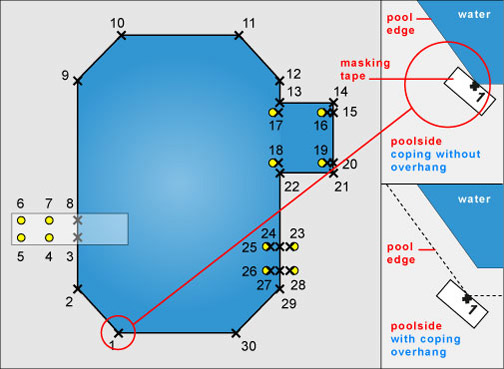 10
11
9
12
13
14
17
16
15
18
19
20
22
21
6
7
8
5
4
3
24
23
25
26
27
28
2
29
1
30
water
pool
edge
masking
tape
1
poolside
coping without
overhang
water
pool
edge
1
poolside
with coping
overhang